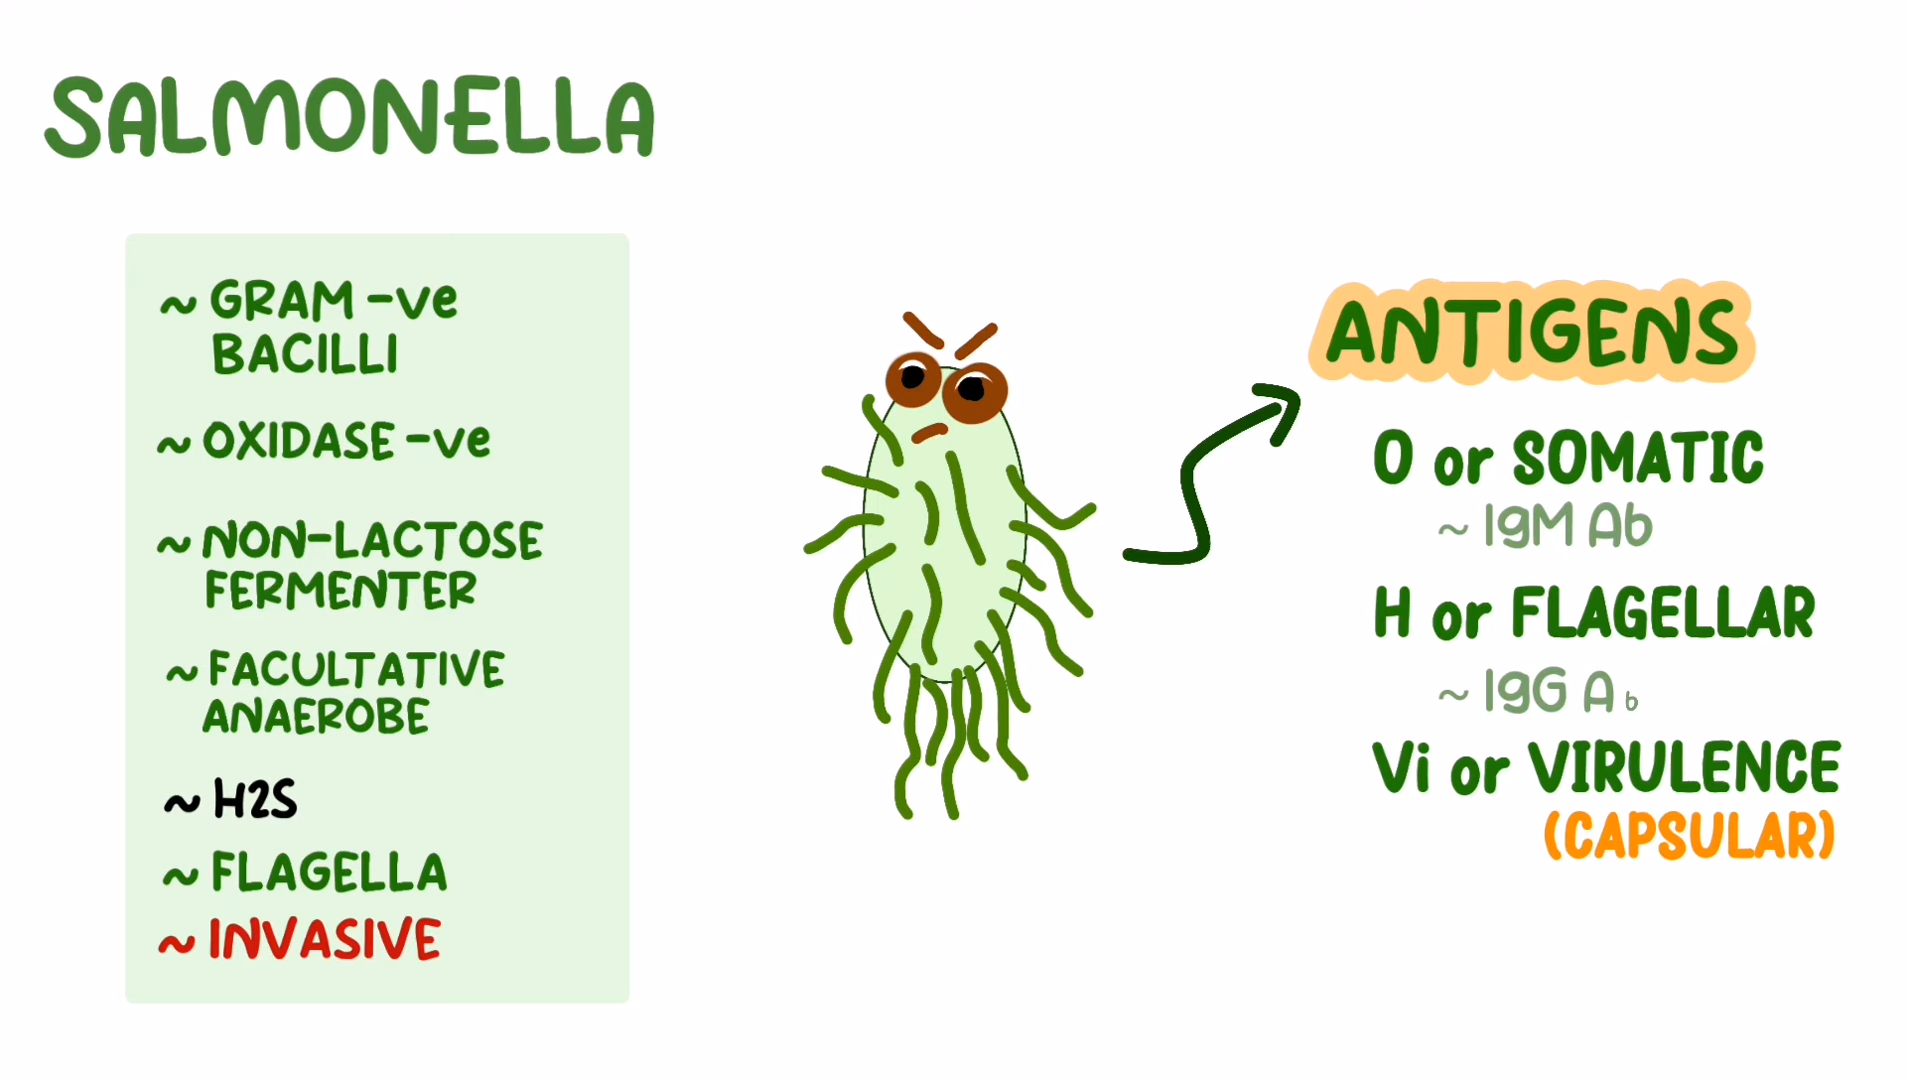 SALMONELLA
~ GRAM -ve
BACILLI
~ OXIDASE -ve
~ NON-LACTOSE
FERMENTER
~ FACULTATIVE
ANAEROBE
~ H2S
~ FLAGELLA
~ INVASIVE
ANTIGENS
O or SOMATIC
~ IgM Ab
H or FLAGELLAR
~ IgG Ab
Vi or VIRULENCE
(CAPSULAR)